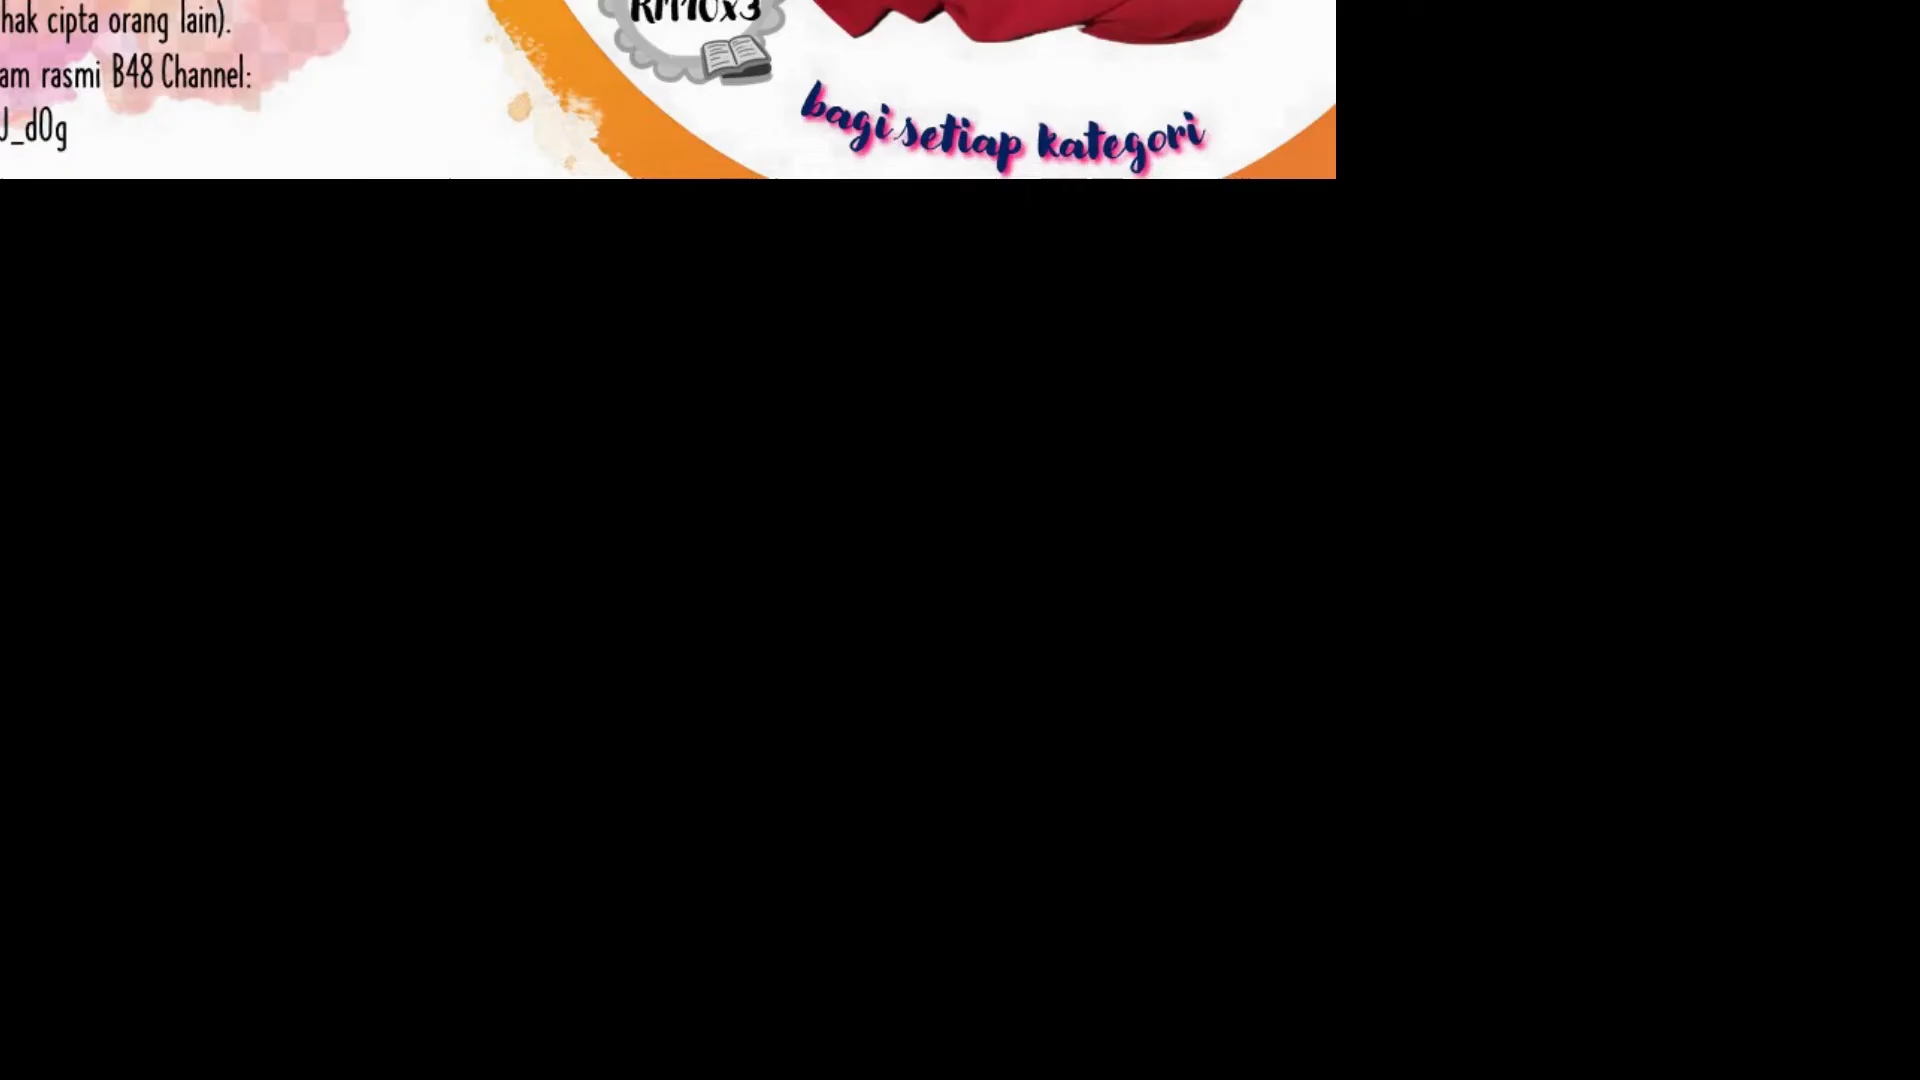 hak cipta orang lain).
am rasmi B48 Channel:
J_d0g
RM10x3
bagi setiap kategori